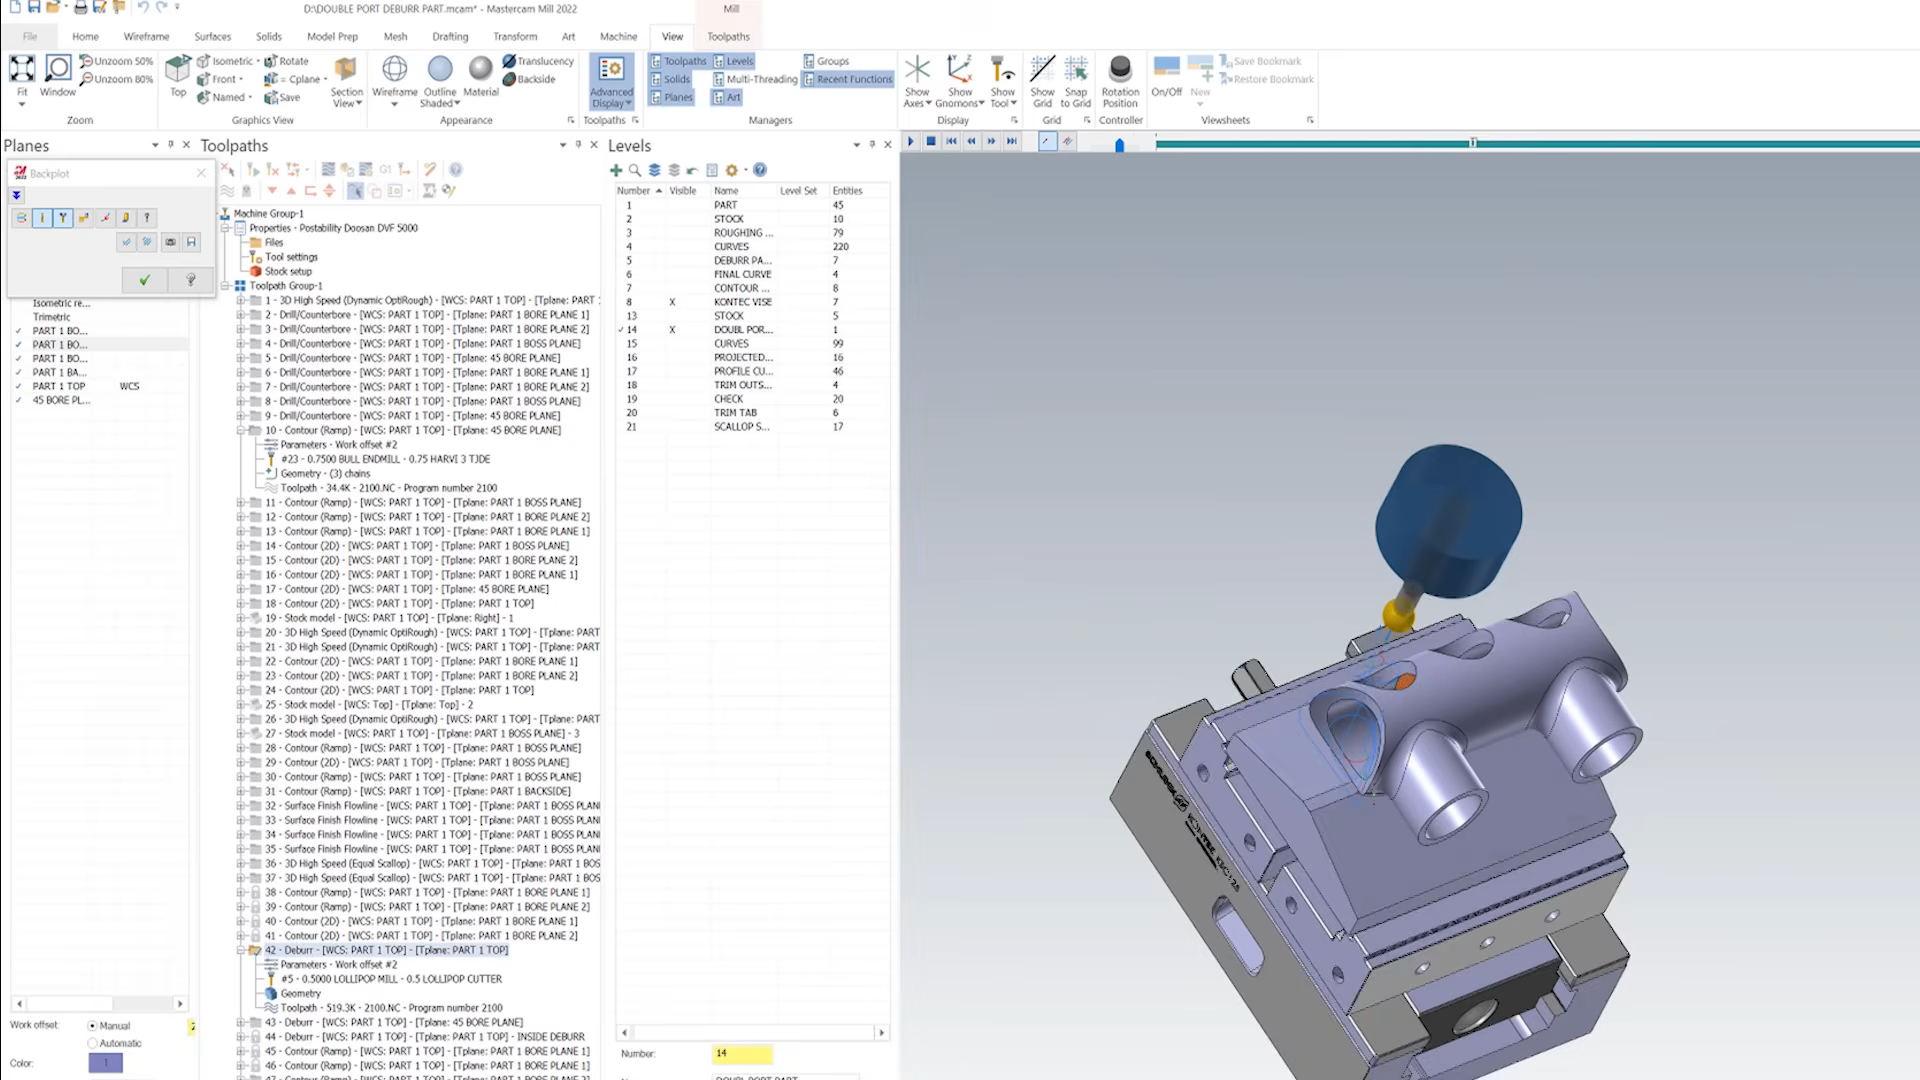 D:\DOUBLE PORT DEBURR PART.mcam* - Mastercam Mill 2022
Mill
File Home Wireframe Surfaces Solids Model Prep Mesh Drafting Transform Art Machine View Toolpaths
Fit
Window
Unzoom 50%
Unzoom 80%
Zoom
Top
Isometric
Front
Named
Rotate
= Cplane
Save
Section View
Graphics View
Wireframe
Outline Shaded
Material
Translucency
Backside
Appearance
Advanced Display
Toolpaths
Toolpaths
Solids
Planes
Levels
Multi-Threading
Art
Groups
Recent Functions
Managers
Show Axes
Show Gnomons
Show Tool
Display
Show Grid
Snap to Grid
Grid
Rotation Position
Controller
On/Off
New
Save Bookmark
Restore Bookmark
Viewsheets
Planes
Backplot
Isometric re...
Trimetric
PART 1 BO...
PART 1 BO...
PART 1 BO...
PART 1 BA...
PART 1 TOP WCS
45 BORE PL...
Work offset:
Manual
2
Automatic
Color:
1
Toolpaths
G1
Machine Group-1
Properties - Postability Doosan DVF 5000
Files
Tool settings
Stock setup
Toolpath Group-1
1 - 3D High Speed (Dynamic OptiRough) - [WCS: PART 1 TOP] - [Tplane: PART 1
2 - Drill/Counterbore - [WCS: PART 1 TOP] - [Tplane: PART 1 BORE PLANE 1]
3 - Drill/Counterbore - [WCS: PART 1 TOP] - [Tplane: PART 1 BORE PLANE 2]
4 - Drill/Counterbore - [WCS: PART 1 TOP] - [Tplane: PART 1 BOSS PLANE]
5 - Drill/Counterbore - [WCS: PART 1 TOP] - [Tplane: 45 BORE PLANE]
6 - Drill/Counterbore - [WCS: PART 1 TOP] - [Tplane: PART 1 BORE PLANE 1]
7 - Drill/Counterbore - [WCS: PART 1 TOP] - [Tplane: PART 1 BORE PLANE 2]
8 - Drill/Counterbore - [WCS: PART 1 TOP] - [Tplane: PART 1 BOSS PLANE]
9 - Drill/Counterbore - [WCS: PART 1 TOP] - [Tplane: 45 BORE PLANE]
10 - Contour (Ramp) - [WCS: PART 1 TOP] - [Tplane: 45 BORE PLANE]
Parameters - Work offset #2
#23 - 0.7500 BULL ENDMILL - 0.75 HARVI 3 TJDE
Geometry - (3) chains
Toolpath - 34.4K - 2100.NC - Program number 2100
11 - Contour (Ramp) - [WCS: PART 1 TOP] - [Tplane: PART 1 BOSS PLANE]
12 - Contour (Ramp) - [WCS: PART 1 TOP] - [Tplane: PART 1 BORE PLANE 2]
13 - Contour (Ramp) - [WCS: PART 1 TOP] - [Tplane: PART 1 BORE PLANE 1]
14 - Contour (2D) - [WCS: PART 1 TOP] - [Tplane: PART 1 BOSS PLANE]
15 - Contour (2D) - [WCS: PART 1 TOP] - [Tplane: PART 1 BORE PLANE 2]
16 - Contour (2D) - [WCS: PART 1 TOP] - [Tplane: PART 1 BORE PLANE 1]
17 - Contour (2D) - [WCS: PART 1 TOP] - [Tplane: 45 BORE PLANE]
18 - Contour (2D) - [WCS: PART 1 TOP] - [Tplane: PART 1 TOP]
19 - Stock model - [WCS: PART 1 TOP] - [Tplane: Right] - 1
20 - 3D High Speed (Dynamic OptiRough) - [WCS: PART 1 TOP] - [Tplane: PART
21 - 3D High Speed (Dynamic OptiRough) - [WCS: PART 1 TOP] - [Tplane: PART
22 - Contour (2D) - [WCS: PART 1 TOP] - [Tplane: PART 1 BORE PLANE 1]
23 - Contour (2D) - [WCS: PART 1 TOP] - [Tplane: PART 1 BORE PLANE 2]
24 - Contour (2D) - [WCS: PART 1 TOP] - [Tplane: PART 1 TOP]
25 - Stock model - [WCS: Top] - [Tplane: Top] - 2
26 - 3D High Speed (Dynamic OptiRough) - [WCS: PART 1 TOP] - [Tplane: PART
27 - Stock model - [WCS: PART 1 TOP] - [Tplane: PART 1 BOSS PLANE] - 3
28 - Contour (Ramp) - [WCS: PART 1 TOP] - [Tplane: PART 1 BOSS PLANE]
29 - Contour (2D) - [WCS: PART 1 TOP] - [Tplane: PART 1 BOSS PLANE]
30 - Contour (Ramp) - [WCS: PART 1 TOP] - [Tplane: PART 1 BOSS PLANE]
31 - Contour (Ramp) - [WCS: PART 1 TOP] - [Tplane: PART 1 BACKSIDE]
32 - Surface Finish Flowline - [WCS: PART 1 TOP] - [Tplane: PART 1 BOSS PLAN
33 - Surface Finish Flowline - [WCS: PART 1 TOP] - [Tplane: PART 1 BOSS PLAN
34 - Surface Finish Flowline - [WCS: PART 1 TOP] - [Tplane: PART 1 BOSS PLAN
35 - Surface Finish Flowline - [WCS: PART 1 TOP] - [Tplane: PART 1 BOSS PLAN
36 - 3D High Speed (Equal Scallop) - [WCS: PART 1 TOP] - [Tplane: PART 1 BOS
37 - 3D High Speed (Equal Scallop) - [WCS: PART 1 TOP] - [Tplane: PART 1 BOS
38 - Contour (Ramp) - [WCS: PART 1 TOP] - [Tplane: PART 1 BORE PLANE 1]
39 - Contour (Ramp) - [WCS: PART 1 TOP] - [Tplane: PART 1 BORE PLANE 2]
40 - Contour (2D) - [WCS: PART 1 TOP] - [Tplane: PART 1 BORE PLANE 1]
41 - Contour (2D) - [WCS: PART 1 TOP] - [Tplane: PART 1 BORE PLANE 2]
42 - Deburr - [WCS: PART 1 TOP] - [Tplane: PART 1 TOP]
Parameters - Work offset #2
#5 - 0.5000 LOLLIPOP MILL - 0.5 LOLLIPOP CUTTER
Geometry
Toolpath - 519.3K - 2100.NC - Program number 2100
43 - Deburr - [WCS: PART 1 TOP] - [Tplane: 45 BORE PLANE]
44 - Deburr - [WCS: PART 1 TOP] - [Tplane: PART 1 TOP] - INSIDE DEBURR
45 - Contour (Ramp) - [WCS: PART 1 TOP] - [Tplane: PART 1 BORE PLANE 1]
46 - Contour (Ramp) - [WCS: PART 1 TOP] - [Tplane: PART 1 BORE PLANE 1]
Levels
Number Visible Name Level Set Entities
1 PART 45
2 STOCK 10
3 ROUGHING ... 79
4 CURVES 220
5 DEBURR PA... 7
6 FINAL CURVE 4
7 CONTOUR ... 8
8 X KONTEC VISE 7
13 STOCK 5
14 X DOUBL POR... 1
15 CURVES 99
16 PROJECTED... 16
17 PROFILE CU... 46
18 TRIM OUTS... 4
19 CHECK 20
20 TRIM TAB 6
21 SCALLOP S... 17
Number: 14